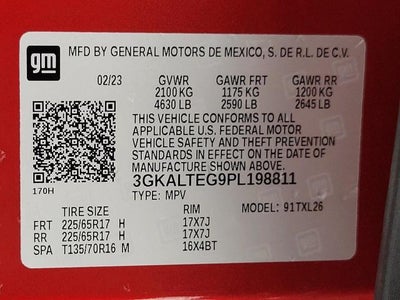 gm MFD BY GENERAL MOTORS DE MEXICO, S. DE R.L. DE C.V.
02/23 GVWR GAWR FRT GAWR RR
2100 KG 1175 KG 1200 KG
4630 LB 2590 LB 2645 LB
THIS VEHICLE CONFORMS TO ALL
APPLICABLE U.S. FEDERAL MOTOR
VEHICLE SAFETY AND THEFT PREVENTION
STANDARDS IN EFFECT ON THE DATE OF
MANUFACTURE SHOWN ABOVE.
170H 3GKALTEG9PL198811
TYPE: MPV
TIRE SIZE RIM MODEL: 91TXL26
FRT 225/65R17 H 17X7J
RR 225/65R17 H 17X7J
SPA T135/70R16 M 16X4BT